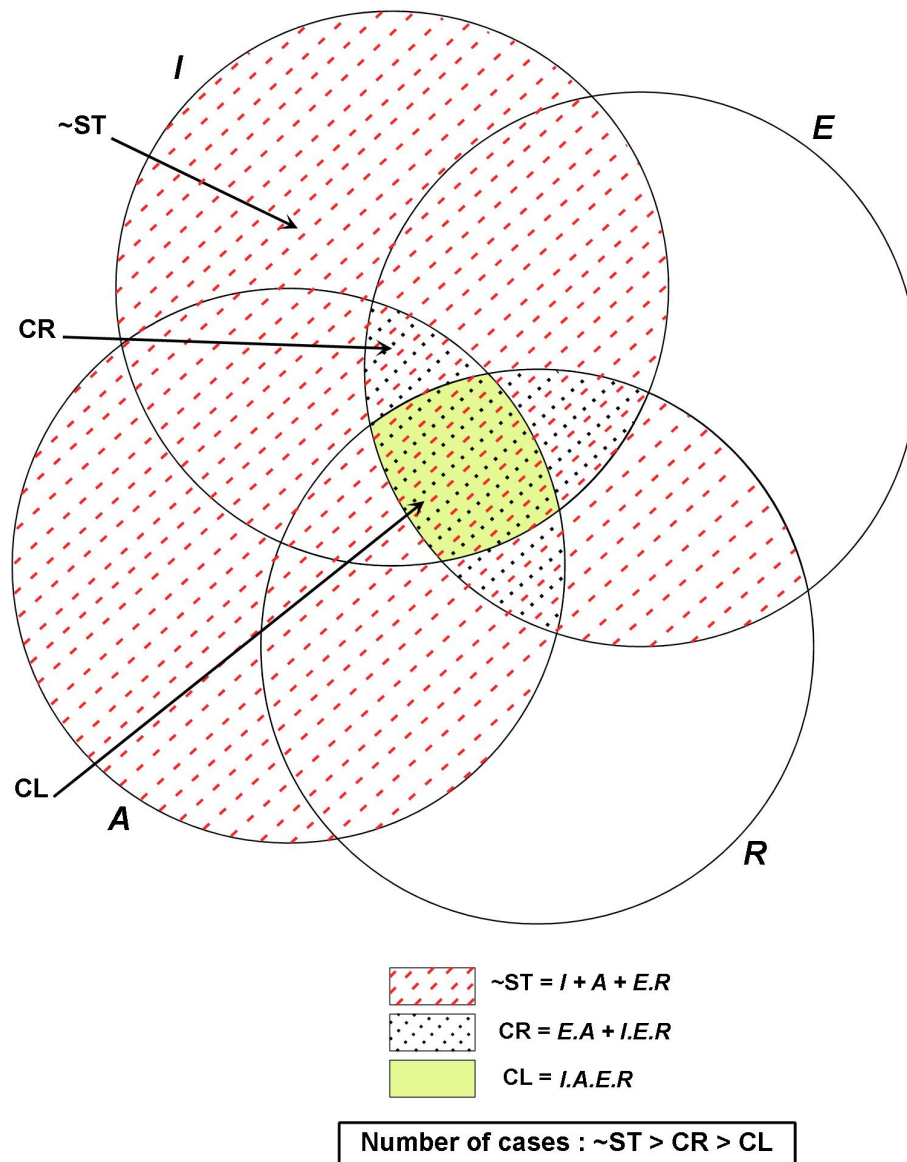 I
~ST
E
CR
CL
A
R
~ST = I + A + E.R
CR = E.A + I.E.R
CL = I.A.E.R
Number of cases : ~ST > CR > CL